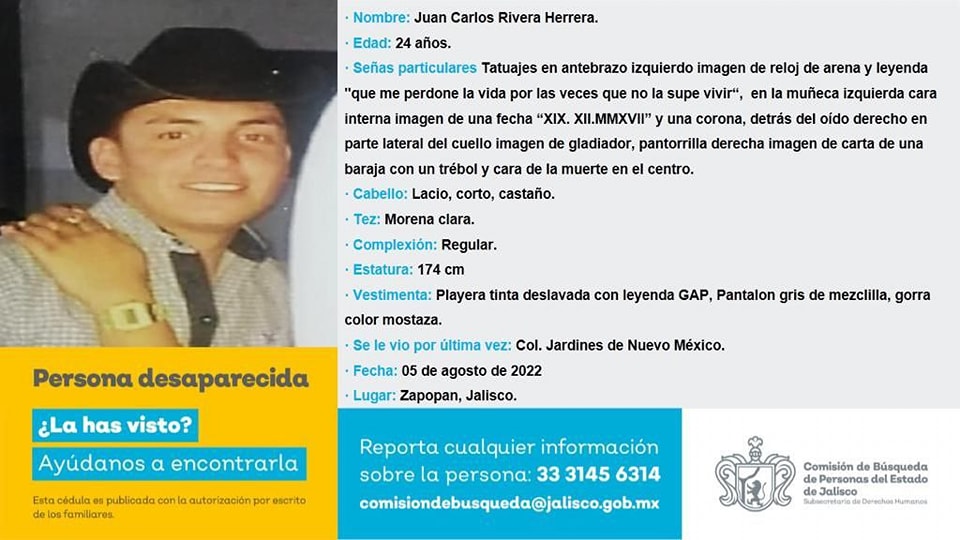 · Nombre: Juan Carlos Rivera Herrera.
· Edad: 24 años.
· Señas particulares Tatuajes en antebrazo izquierdo imagen de reloj de arena y leyenda
"que me perdone la vida por las veces que no la supe vivir“, en la muñeca izquierda cara
interna imagen de una fecha “XIX. XII.MMXVII” y una corona, detrás del oído derecho en
parte lateral del cuello imagen de gladiador, pantorrilla derecha imagen de carta de una
baraja con un trébol y cara de la muerte en el centro.
· Cabello: Lacio, corto, castaño.
· Tez: Morena clara.
· Complexión: Regular.
· Estatura: 174 cm
· Vestimenta: Playera tinta deslavada con leyenda GAP, Pantalon gris de mezclilla, gorra
color mostaza.
· Se le vio por última vez: Col. Jardines de Nuevo México.
· Fecha: 05 de agosto de 2022
· Lugar: Zapopan, Jalisco.
Persona desaparecida
¿La has visto?
Ayúdanos a encontrarla
Esta cédula es publicada con la autorización por escrito
de los familiares.
Reporta cualquier información
sobre la persona: 33 3145 6314
comisiondebusqueda@jalisco.gob.mx
Comisión de Búsqueda
de Personas del Estado
de Jalisco
Subsecretaría de Derechos Humanos